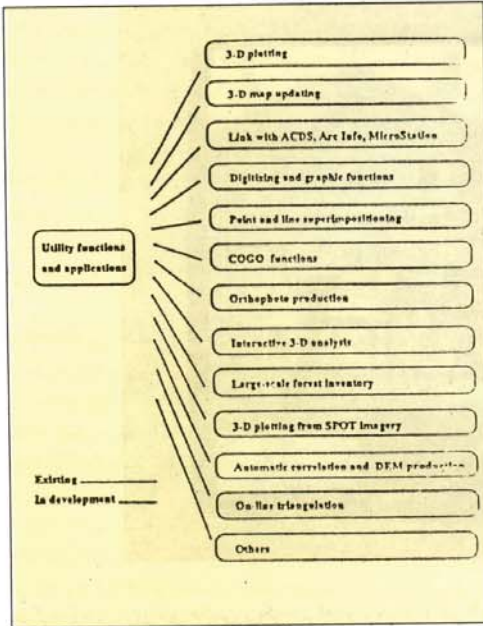 3-D plotting
3-D map updating
Link with ACDS, Arc Info, MicroStation
Digitizing and graphic functions
Point and line superimpositioning
Utility functions
and applications
COGO functions
Orthophoto production
Interactive 3-D analysis
Large-scale forest inventory
3-D plotting from SPOT Imagery
Automatic correlation and DEM production
Existing
In development
On-line triangulation
Others